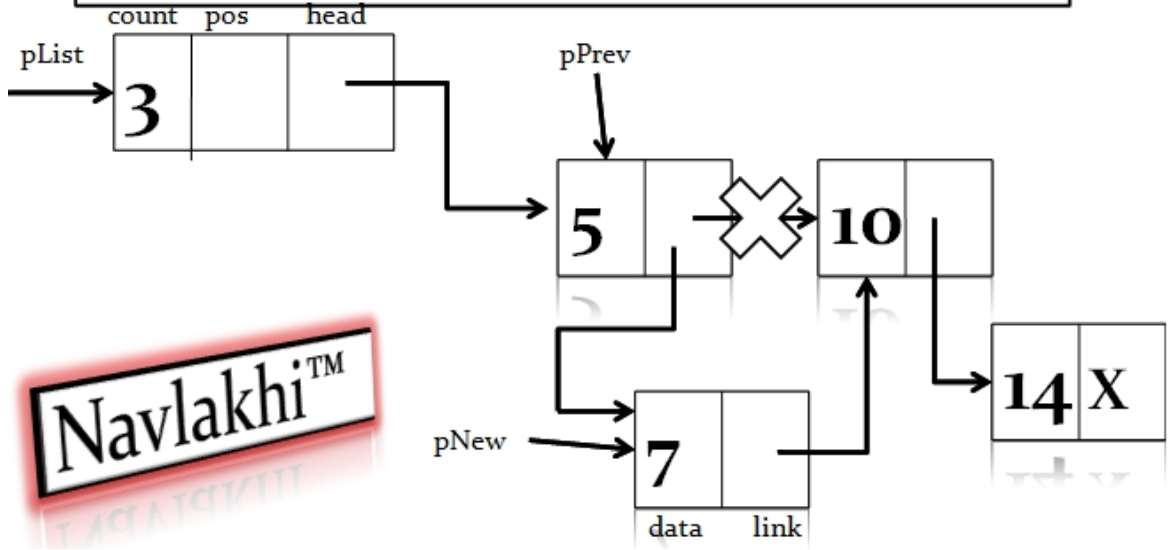 count pos head
pList
3
pPrev
5
10
14 X
pNew
7
data link
Navlakhi™